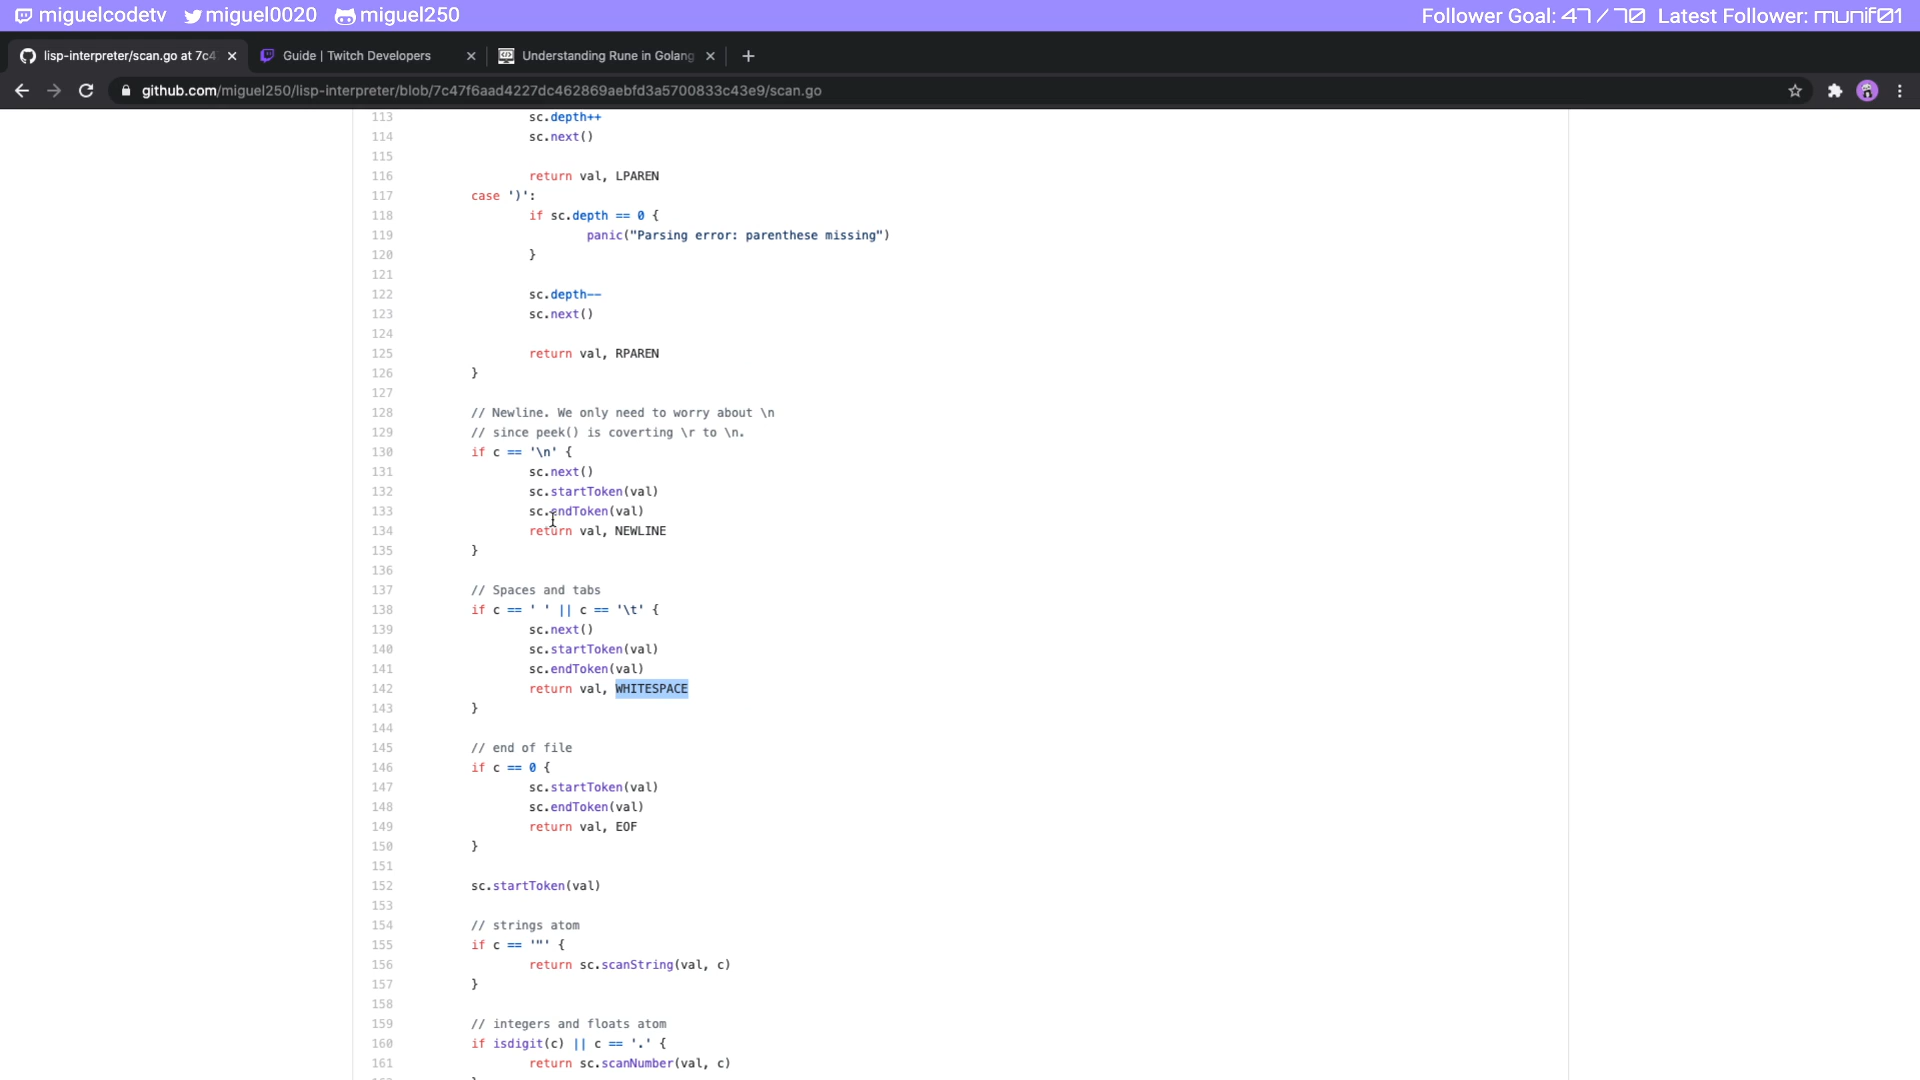 miguelcodetv miguel0020 miguel250 Follower Goal: 47 / 70 Latest Follower: munif01
lisp-interpreter/scan.go at 7c4 Guide | Twitch Developers Understanding Rune in Golang
github.com/miguel250/lisp-interpreter/blob/7c47f6aad4227dc462869aebfd3a5700833c43e9/scan.go
113 sc.depth++
114 sc.next()
115
116 return val, LPAREN
117 case ')':
118 if sc.depth == 0 {
119 panic("Parsing error: parenthese missing")
120 }
121
122 sc.depth--
123 sc.next()
124
125 return val, RPAREN
126 }
127
128 // Newline. We only need to worry about \n
129 // since peek() is coverting \r to \n.
130 if c == '\n' {
131 sc.next()
132 sc.startToken(val)
133 sc.endToken(val)
134 return val, NEWLINE
135 }
136
137 // Spaces and tabs
138 if c == ' ' || c == '\t' {
139 sc.next()
140 sc.startToken(val)
141 sc.endToken(val)
142 return val, WHITESPACE
143 }
144
145 // end of file
146 if c == 0 {
147 sc.startToken(val)
148 sc.endToken(val)
149 return val, EOF
150 }
151
152 sc.startToken(val)
153
154 // strings atom
155 if c == '"' {
156 return sc.scanString(val, c)
157 }
158
159 // integers and floats atom
160 if isdigit(c) || c == '.' {
161 return sc.scanNumber(val, c)